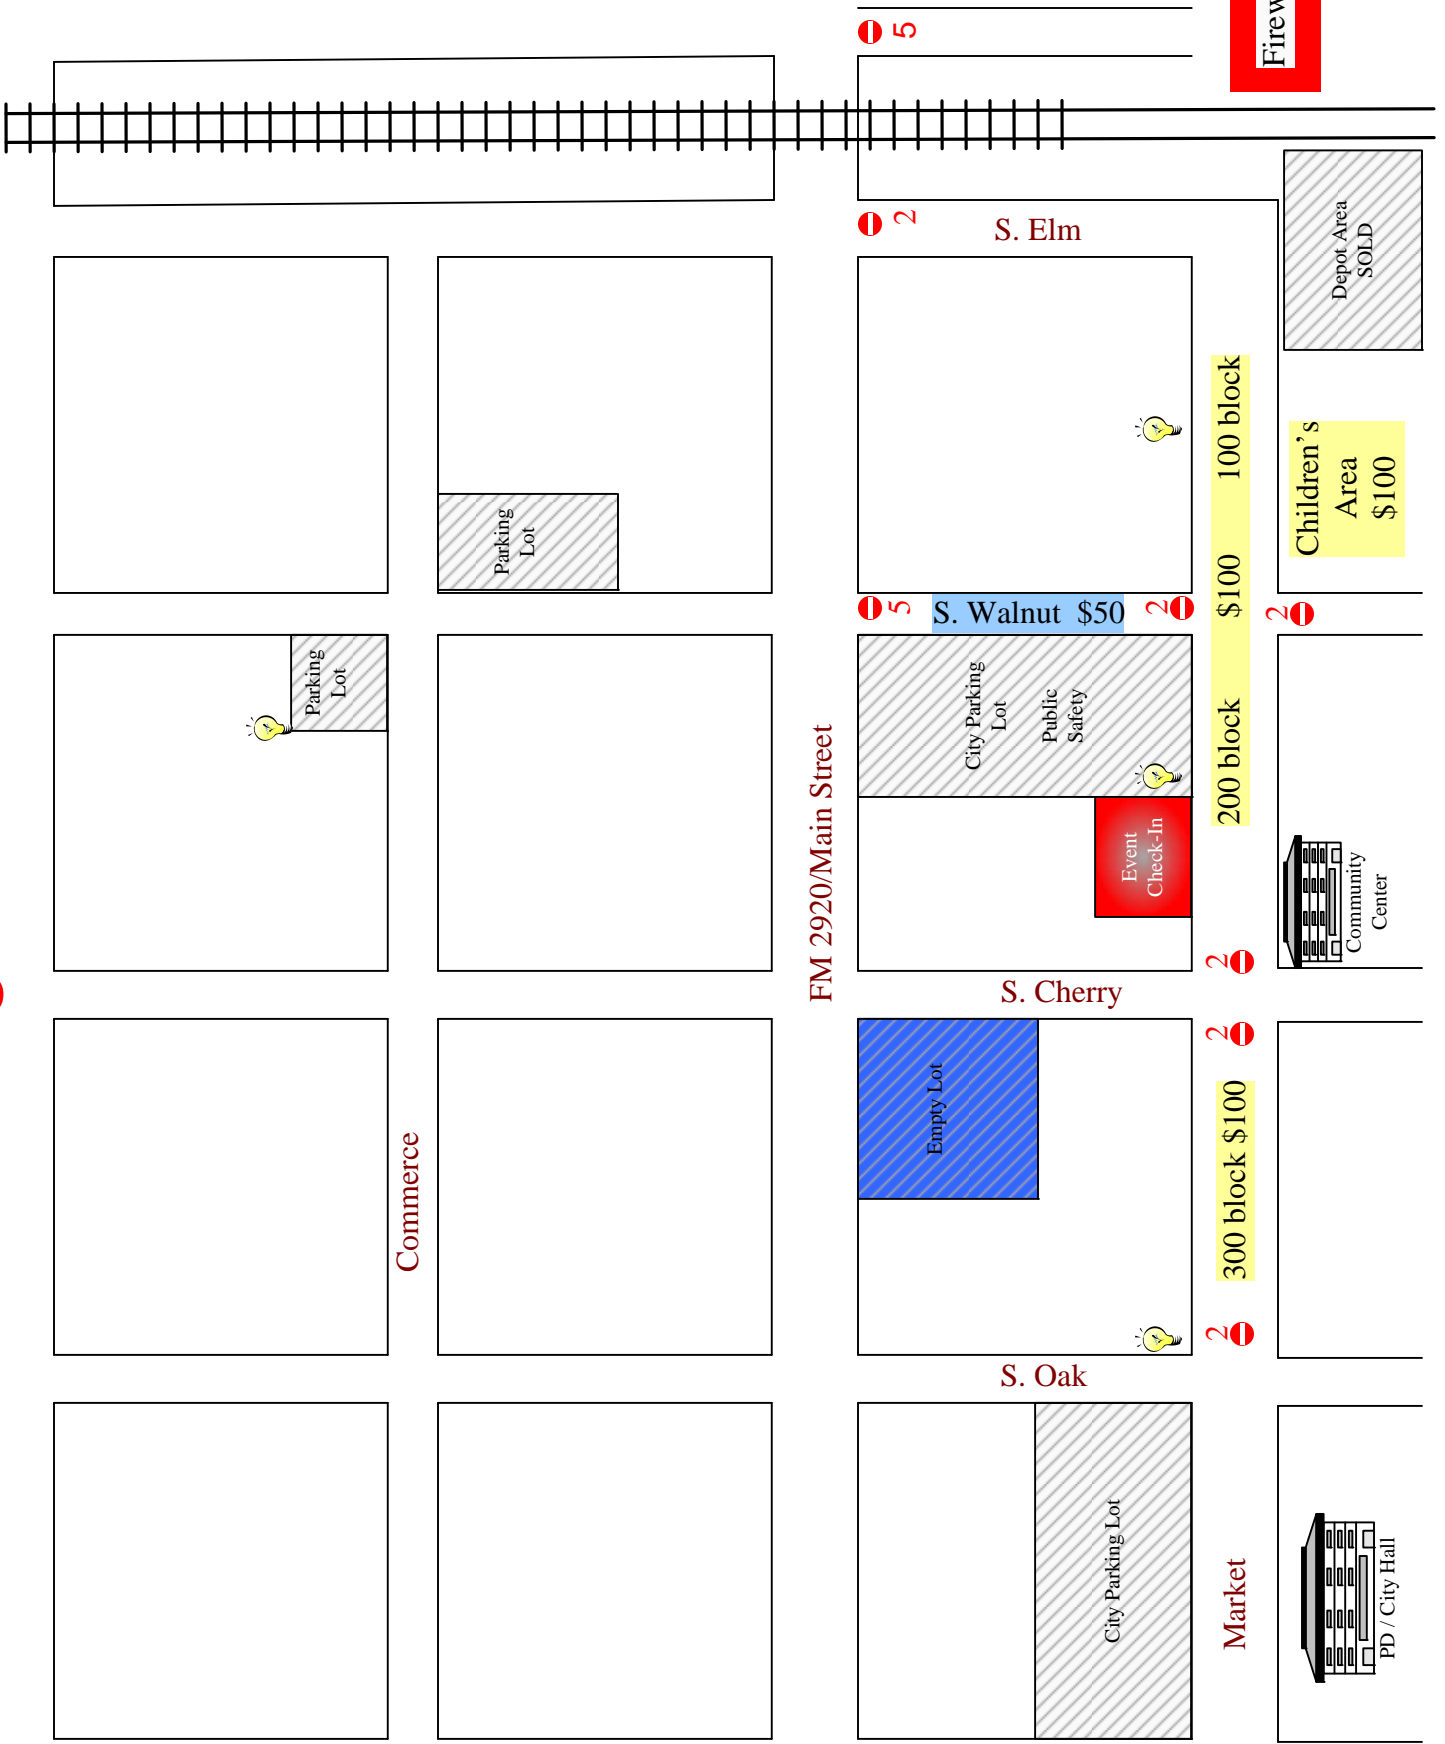 5
Firew
2
S. Elm
Depot Area
SOLD
100 block
Children's
Area
$100
Parking
Lot
$100
5
S. Walnut $50
2
2
Parking
Lot
City Parking
Lot
Public
Safety
200 block
FM 2920/Main Street
Event
Check-In
Community
Center
2
S. Cherry
2
Empty Lot
300 block $100
Commerce
2
S. Oak
City Parking Lot
Market
PD / City Hall